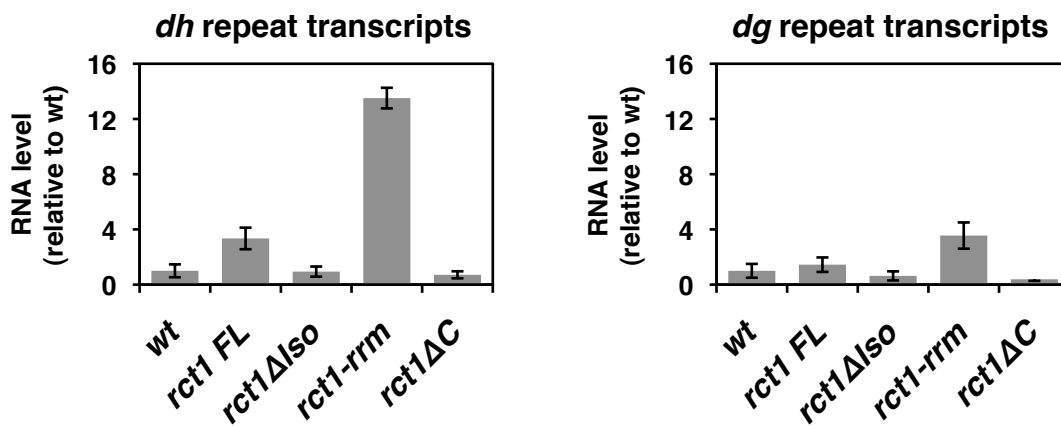 dh repeat transcripts
RNA level
(relative to wt)
16
12
8
4
0
wt
rct1 FL
rct1ΔIso
rct1-rrm
rct1ΔC
dg repeat transcripts
RNA level
(relative to wt)
16
12
8
4
0
wt
rct1 FL
rct1ΔIso
rct1-rrm
rct1ΔC